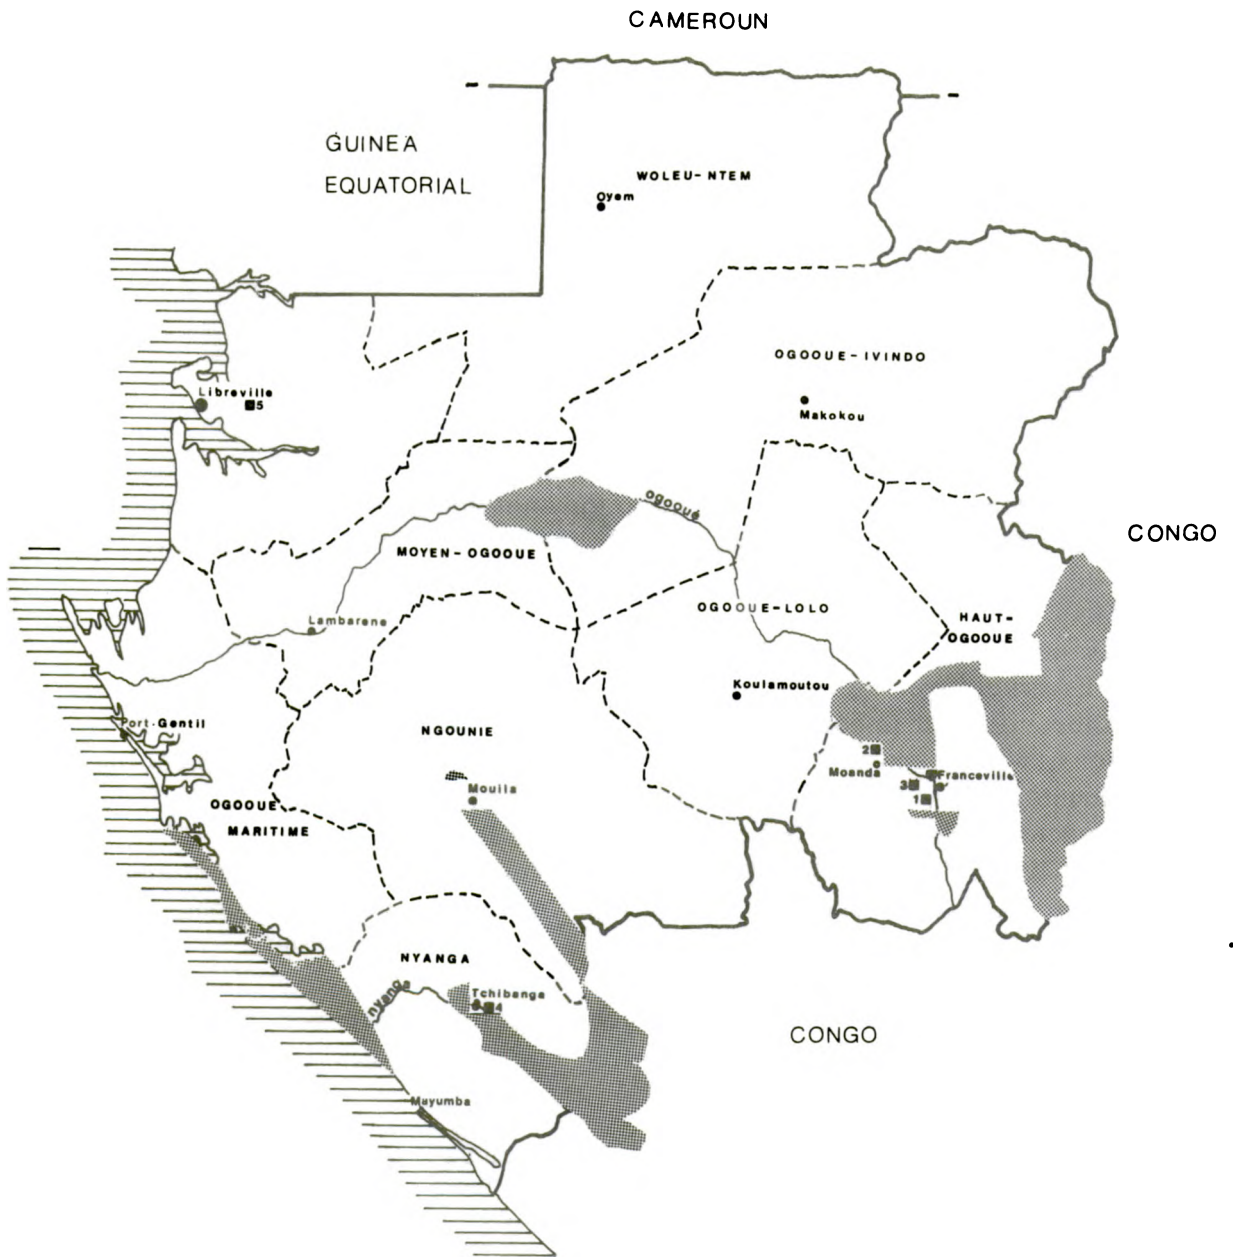 CAMEROUN
GUINEA
EQUATORIAL
WOLEU-NTEM
Oyem
OGOOUE-IVINDO
Libreville
5
Makokou
ogooué
CONGO
MOYEN-OGOOUE
OGOOUE-LOLO
HAUT-
OGOOUE
Lambarene
Koulamoutou
Port-Gentil
NGOUNIE
2
Moanda
Franceville
3
1
Mouila
OGOOUE
MARITIME
NYANGA
nyanga
Tchibanga
4
CONGO
Mayumba